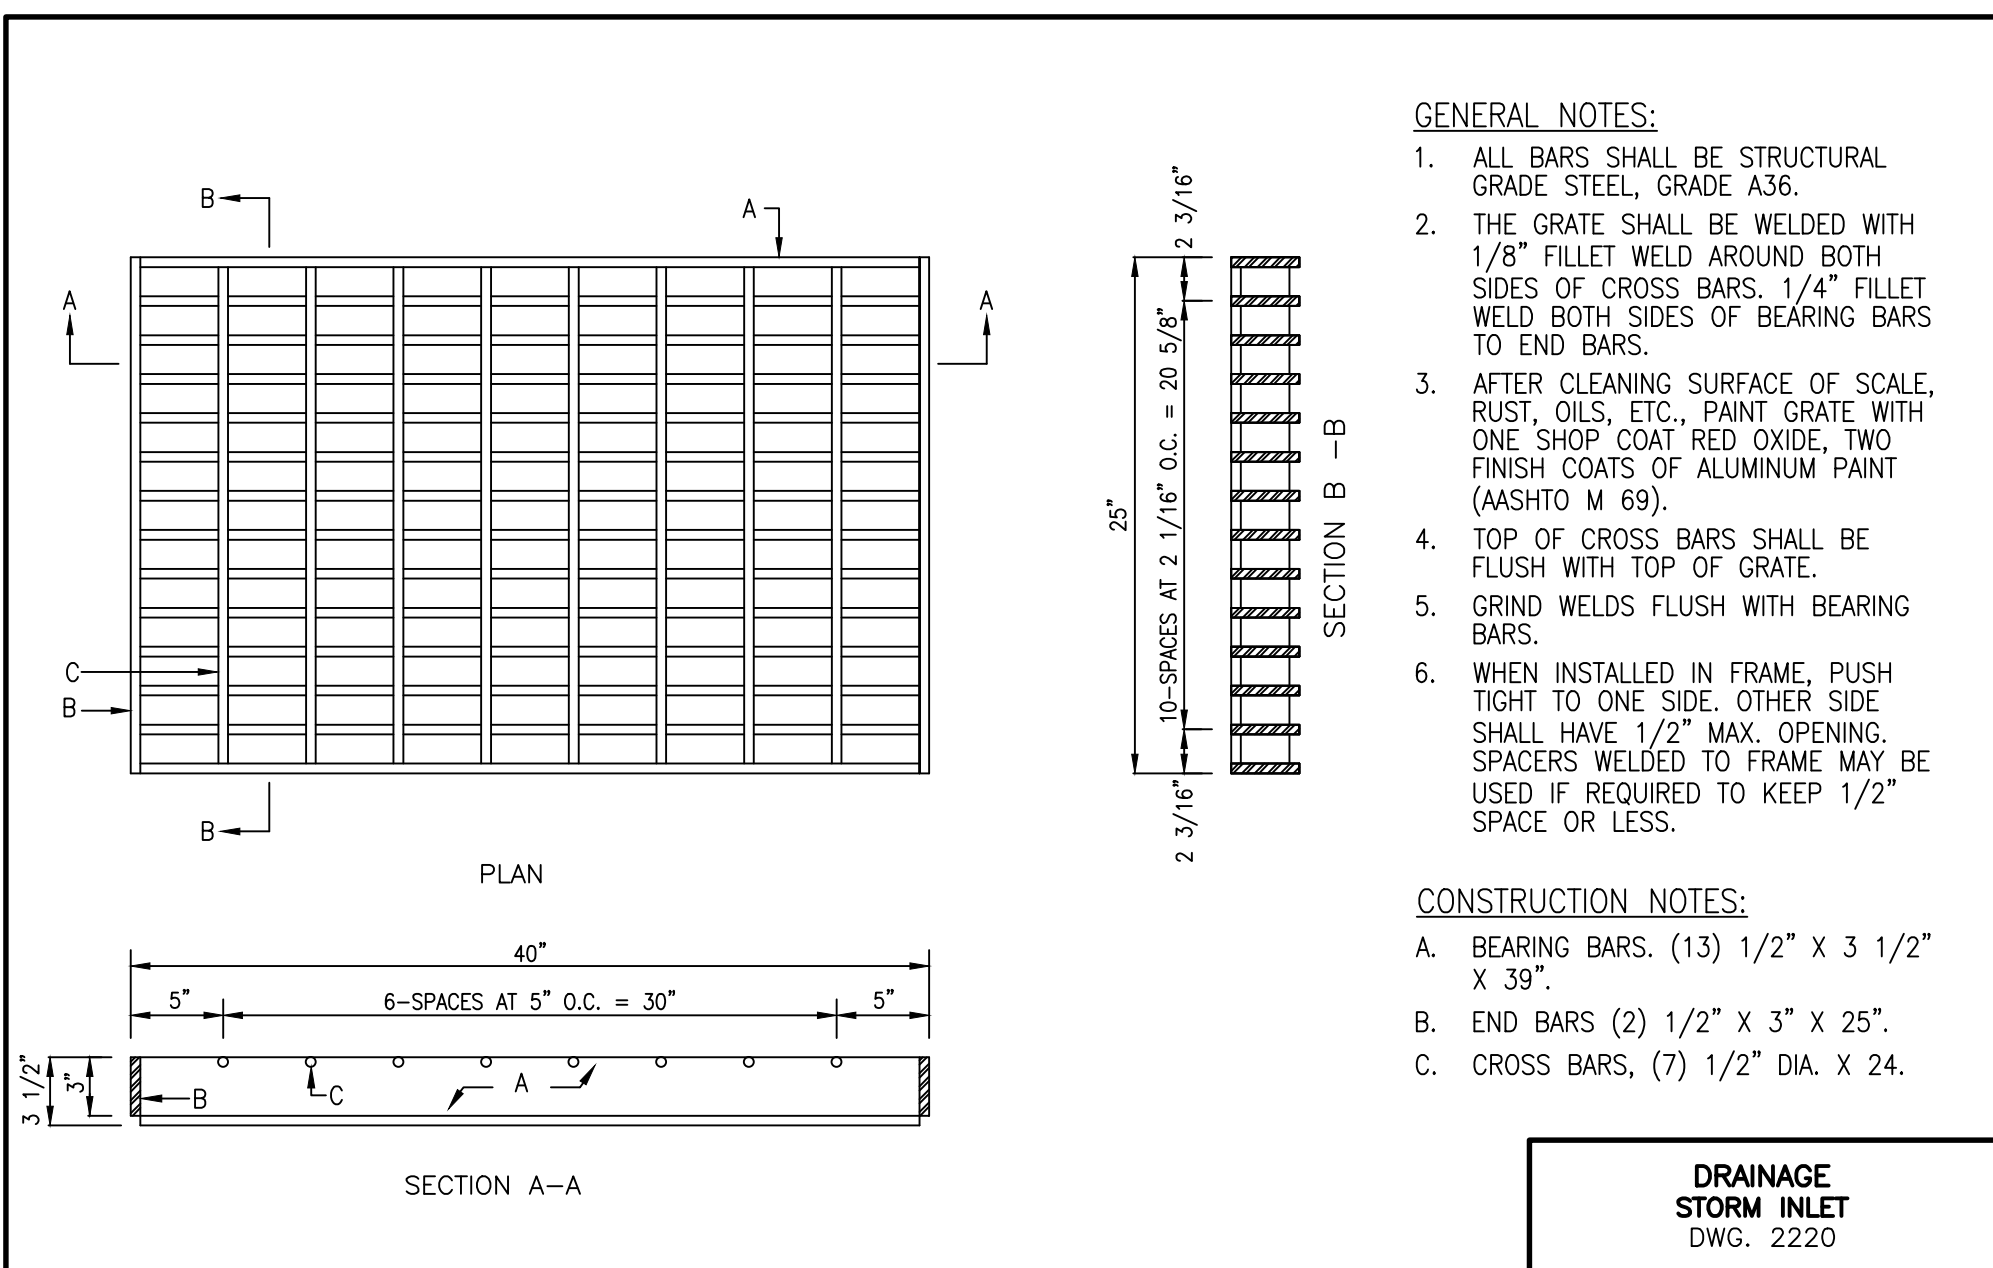 B
A
A
A
C
B
B
PLAN
2 3/16"
10-SPACES AT 2 1/16" O.C. = 20 5/8"
25"
2 3/16"
SECTION B -B
40"
5"
6-SPACES AT 5" O.C. = 30"
5"
3 1/2"
3"
B
C
A
SECTION A-A
GENERAL NOTES:
1. ALL BARS SHALL BE STRUCTURAL
GRADE STEEL, GRADE A36.
2. THE GRATE SHALL BE WELDED WITH
1/8" FILLET WELD AROUND BOTH
SIDES OF CROSS BARS. 1/4" FILLET
WELD BOTH SIDES OF BEARING BARS
TO END BARS.
3. AFTER CLEANING SURFACE OF SCALE,
RUST, OILS, ETC., PAINT GRATE WITH
ONE SHOP COAT RED OXIDE, TWO
FINISH COATS OF ALUMINUM PAINT
(AASHTO M 69).
4. TOP OF CROSS BARS SHALL BE
FLUSH WITH TOP OF GRATE.
5. GRIND WELDS FLUSH WITH BEARING
BARS.
6. WHEN INSTALLED IN FRAME, PUSH
TIGHT TO ONE SIDE. OTHER SIDE
SHALL HAVE 1/2" MAX. OPENING.
SPACERS WELDED TO FRAME MAY BE
USED IF REQUIRED TO KEEP 1/2"
SPACE OR LESS.
CONSTRUCTION NOTES:
A. BEARING BARS. (13) 1/2" X 3 1/2"
X 39".
B. END BARS (2) 1/2" X 3" X 25".
C. CROSS BARS, (7) 1/2" DIA. X 24.
DRAINAGE
STORM INLET
DWG. 2220